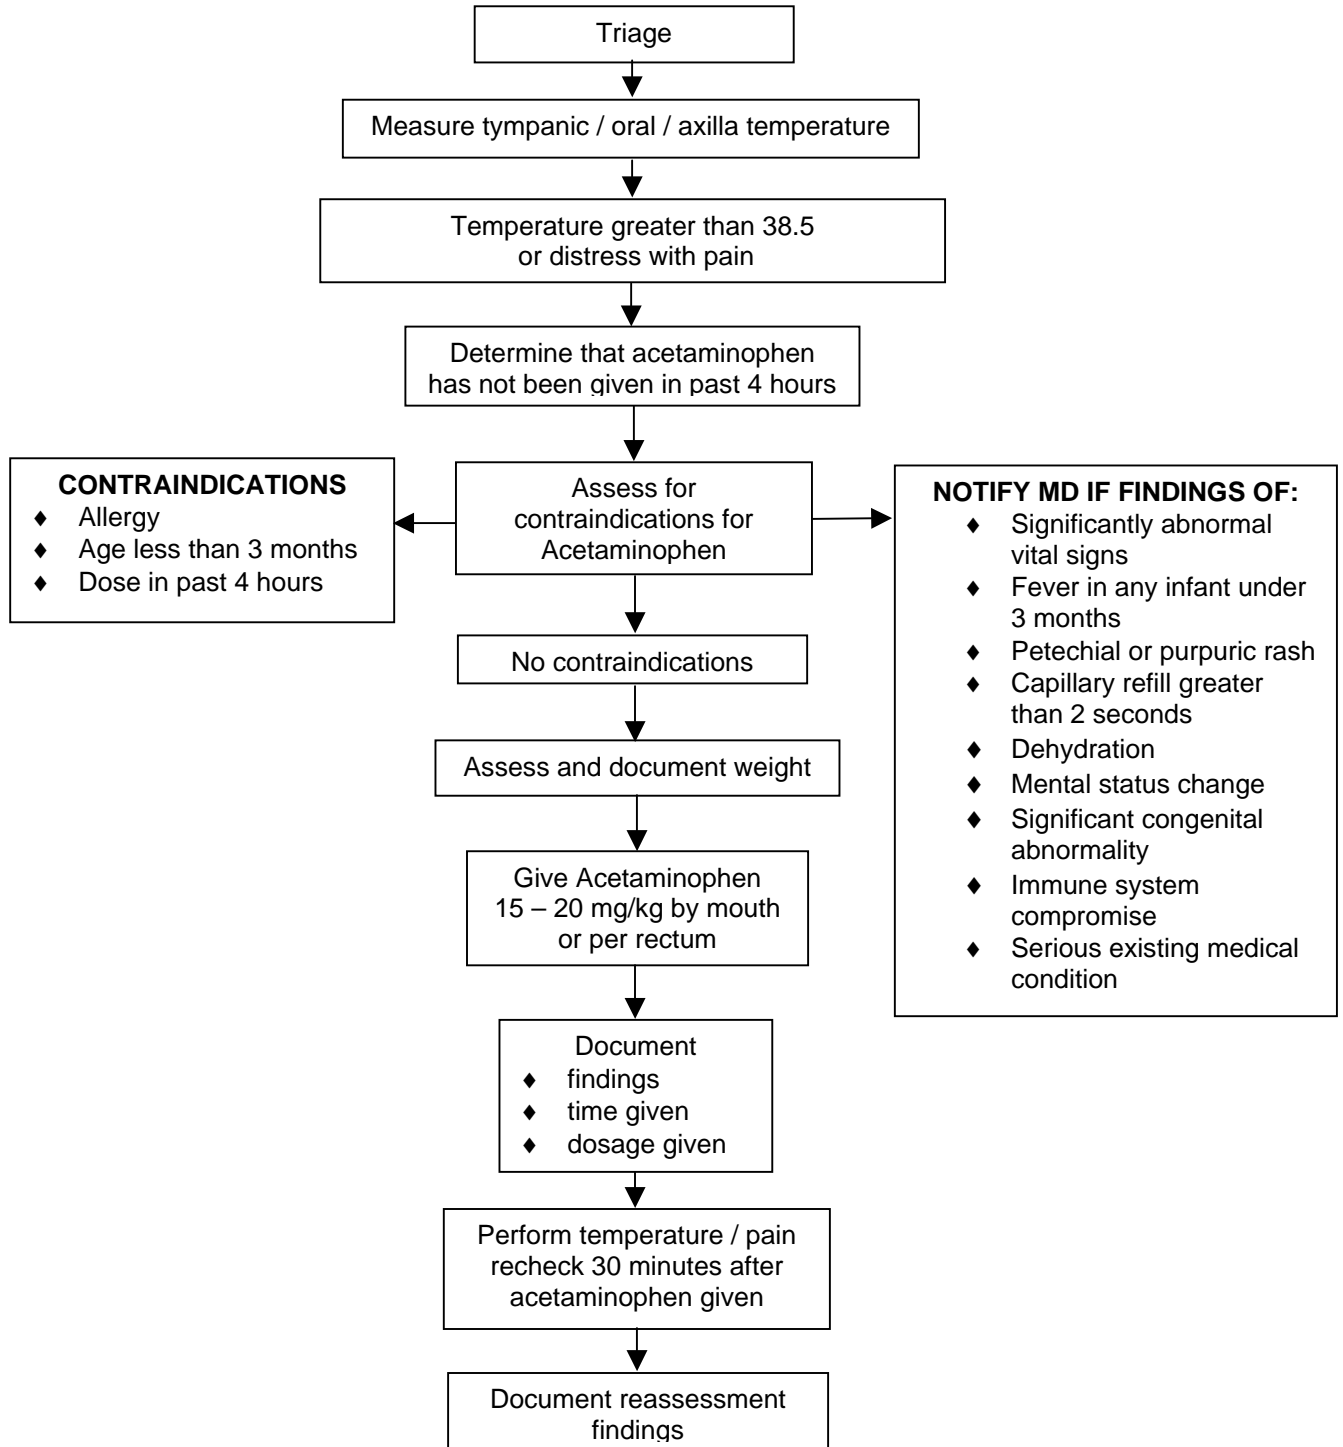 Triage
Measure tympanic / oral / axilla temperature
Temperature greater than 38.5
or distress with pain
Determine that acetaminophen
has not been given in past 4 hours
CONTRAINDICATIONS
♦ Allergy
♦ Age less than 3 months
♦ Dose in past 4 hours
Assess for
contraindications for
Acetaminophen
NOTIFY MD IF FINDINGS OF:
♦ Significantly abnormal
vital signs
♦ Fever in any infant under
3 months
♦ Petechial or purpuric rash
♦ Capillary refill greater
than 2 seconds
♦ Dehydration
♦ Mental status change
♦ Significant congenital
abnormality
♦ Immune system
compromise
♦ Serious existing medical
condition
No contraindications
Assess and document weight
Give Acetaminophen
15 – 20 mg/kg by mouth
or per rectum
Document
♦ findings
♦ time given
♦ dosage given
Perform temperature / pain
recheck 30 minutes after
acetaminophen given
Document reassessment
findings